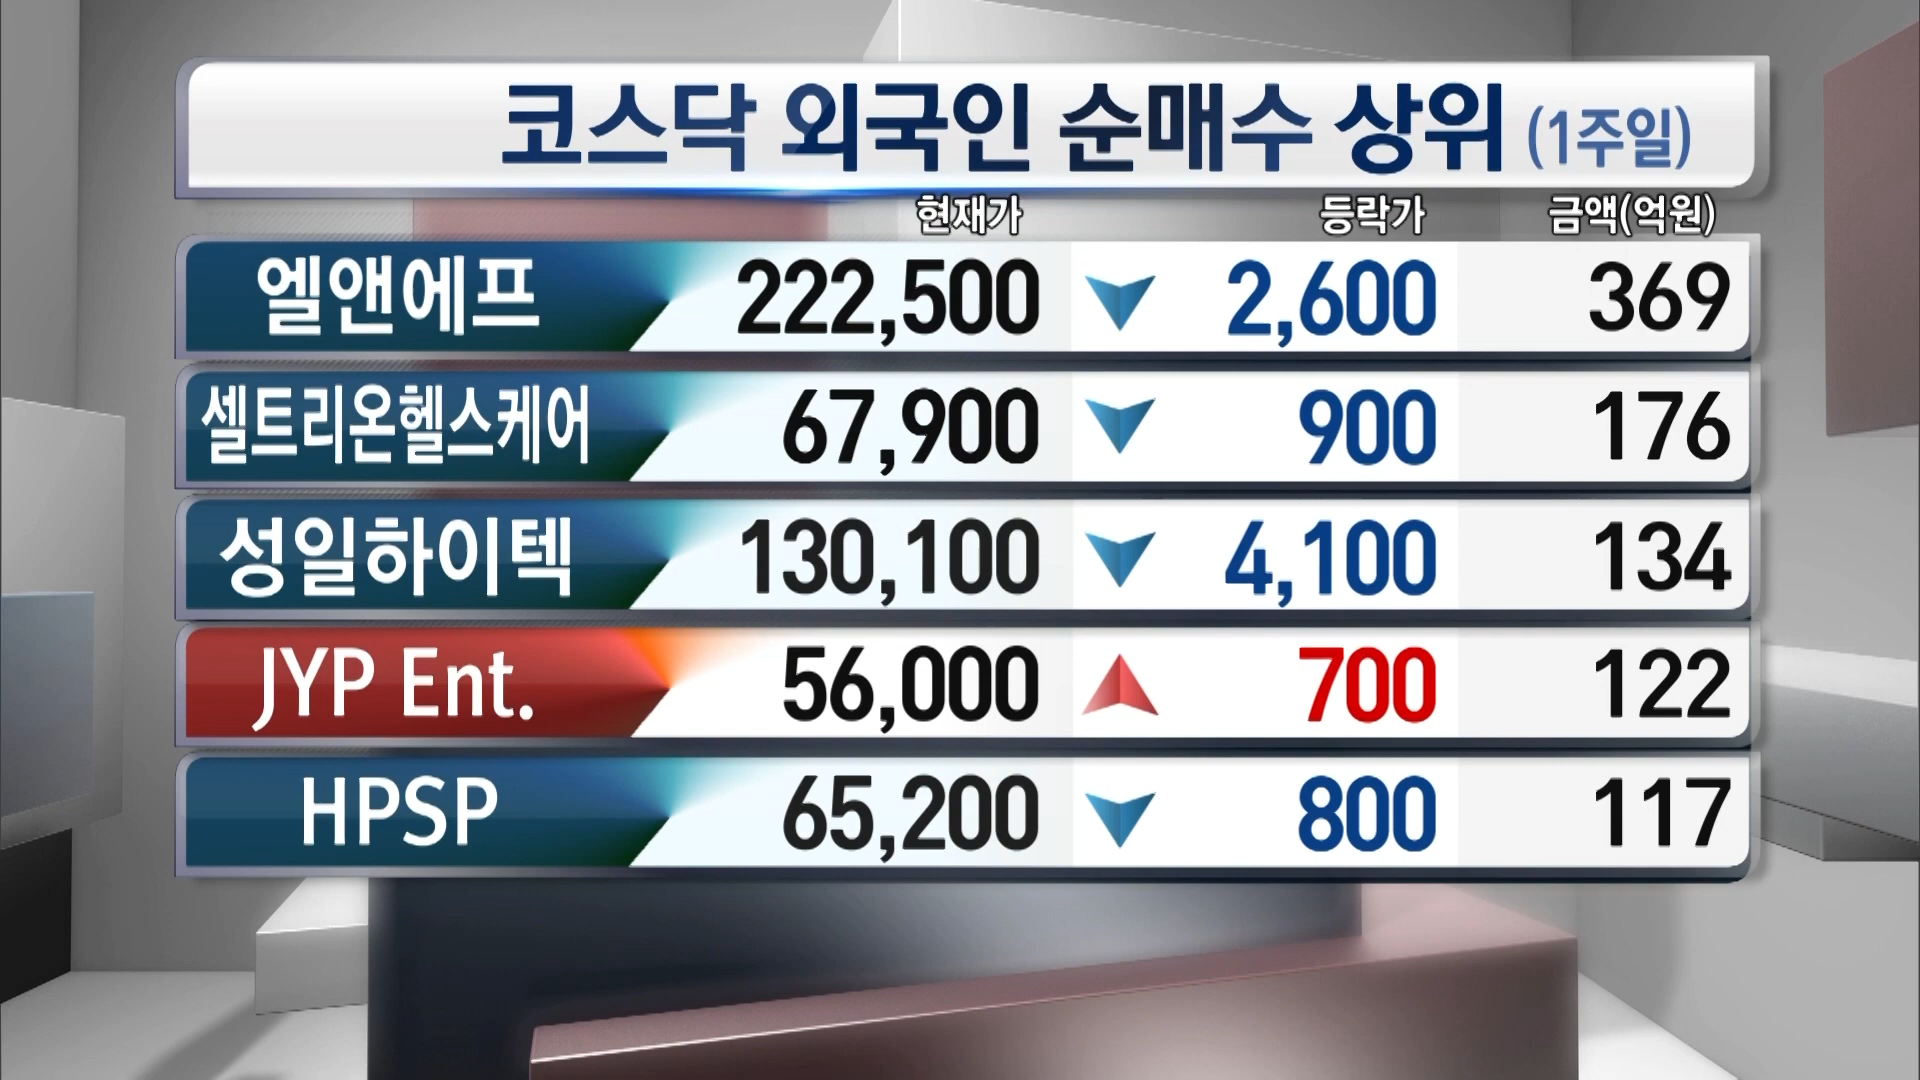 코스닥 외국인 순매수 상위 (1주일)
현재가 등락가 금액(억원)
엘앤에프 222,500 ▼ 2,600 369
셀트리온헬스케어 67,900 ▼ 900 176
성일하이텍 130,100 ▼ 4,100 134
JYP Ent. 56,000 ▲ 700 122
HPSP 65,200 ▼ 800 117